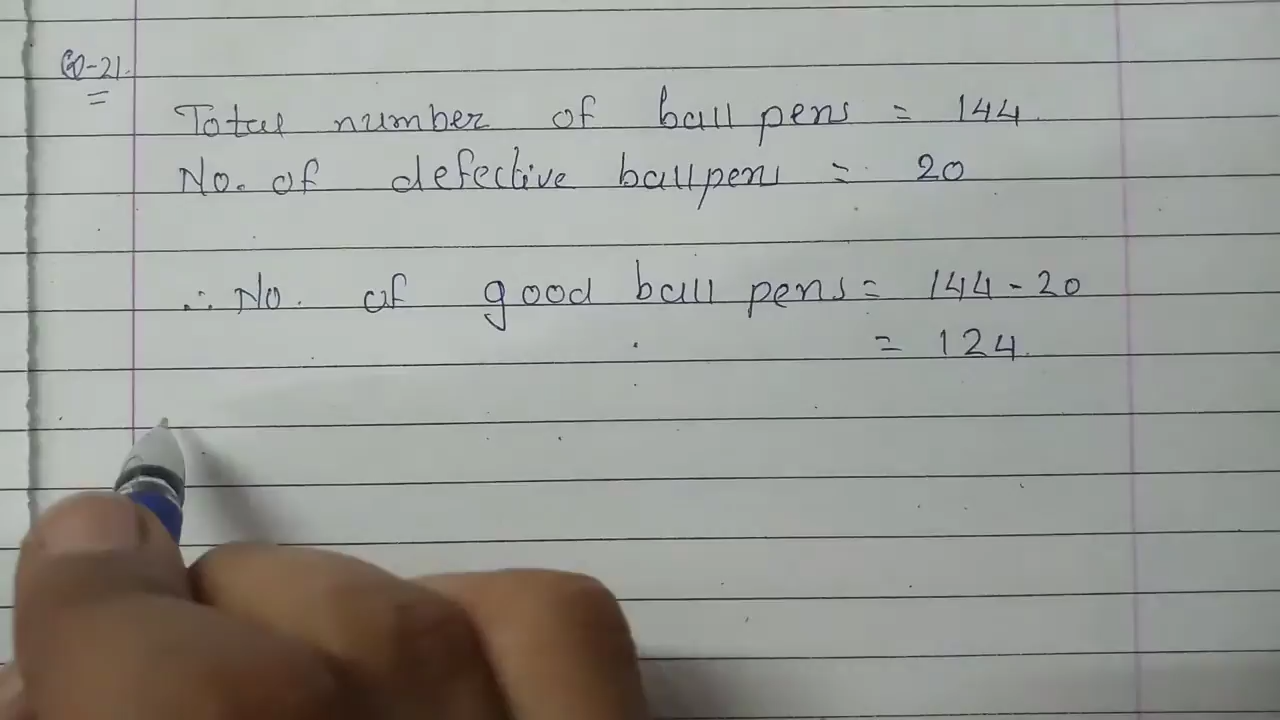 Q-21.
Total number of ball pens = 144.
No. of defective ballpens = 20
∴ No. of good ball pens = 144 - 20
= 124.